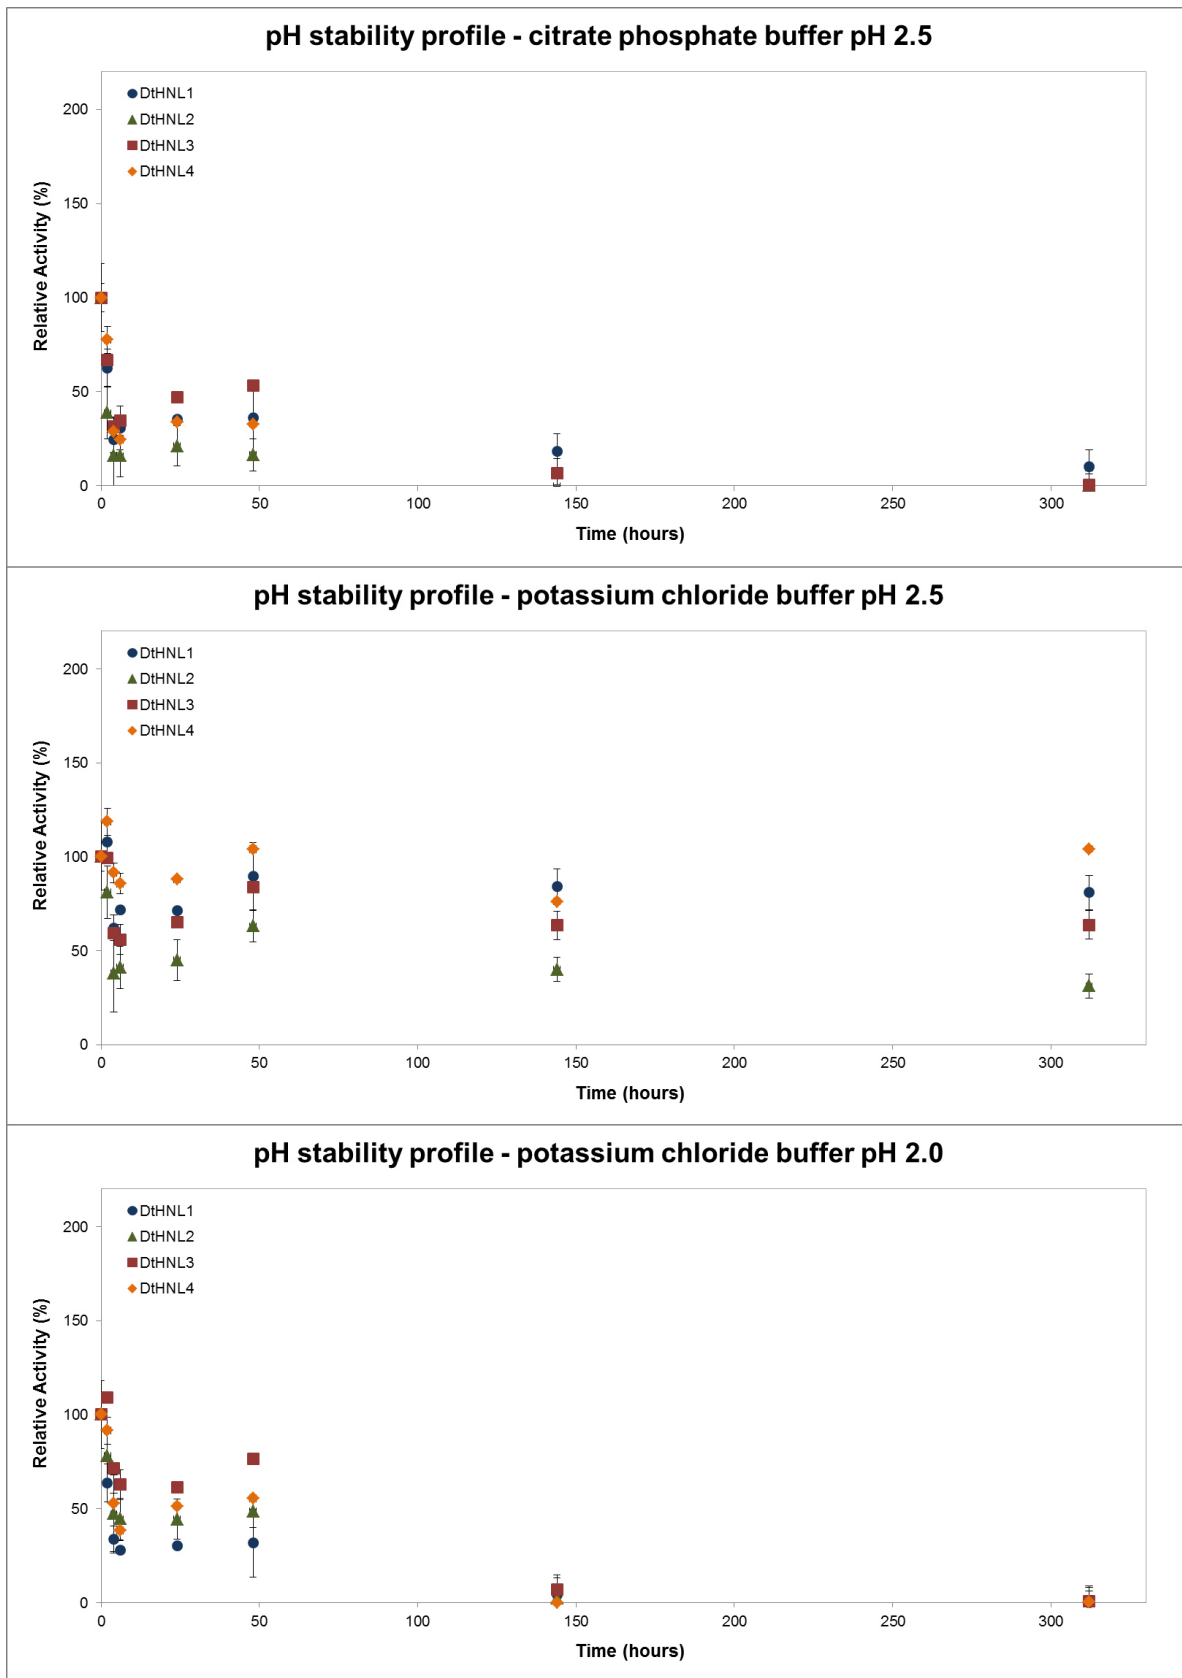 pH stability profile - citrate phosphate buffer pH 2.5
DtHNL1
DtHNL2
DtHNL3
DtHNL4
Relative Activity (%)
200
150
100
50
0
0 50 100 150 200 250 300
Time (hours)
pH stability profile - potassium chloride buffer pH 2.5
DtHNL1
DtHNL2
DtHNL3
DtHNL4
Relative Activity (%)
200
150
100
50
0
0 50 100 150 200 250 300
Time (hours)
pH stability profile - potassium chloride buffer pH 2.0
DtHNL1
DtHNL2
DtHNL3
DtHNL4
Relative Activity (%)
200
150
100
50
0
0 50 100 150 200 250 300
Time (hours)